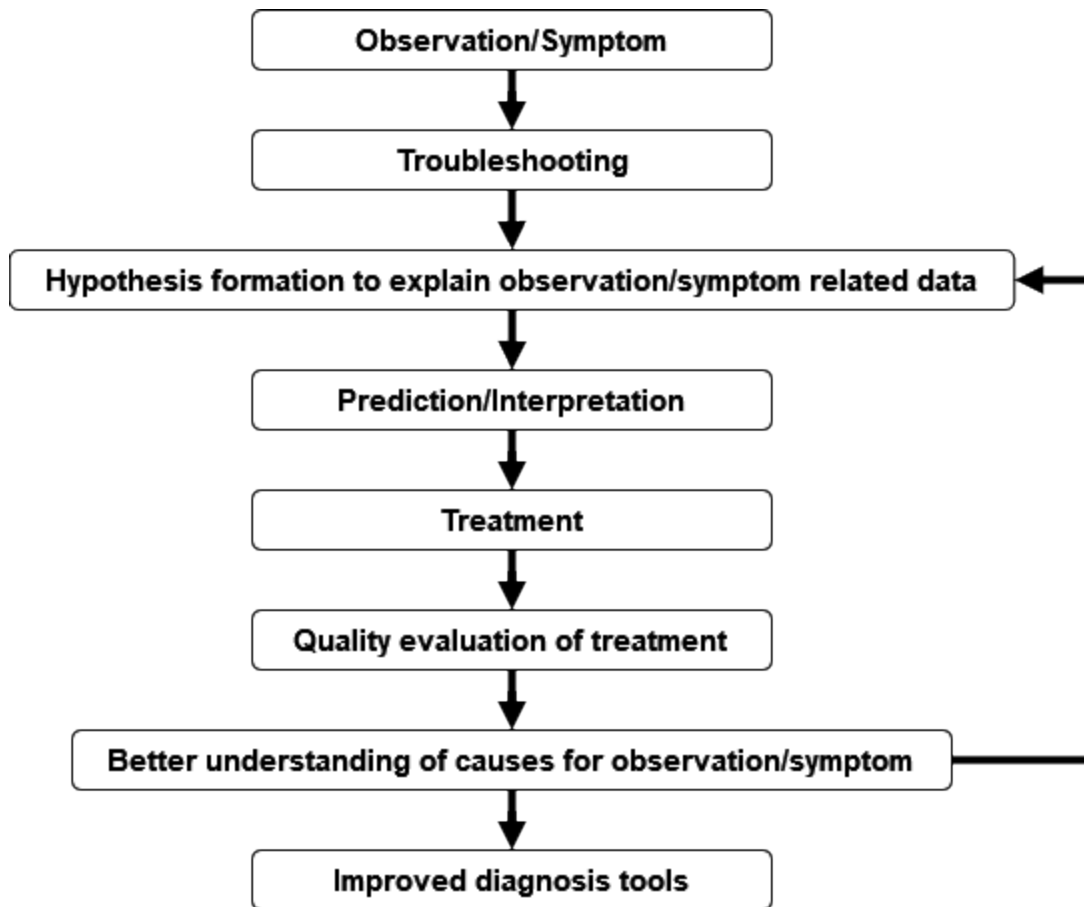 Observation/Symptom
Troubleshooting
Hypothesis formation to explain observation/symptom related data
Prediction/Interpretation
Treatment
Quality evaluation of treatment
Better understanding of causes for observation/symptom
Improved diagnosis tools